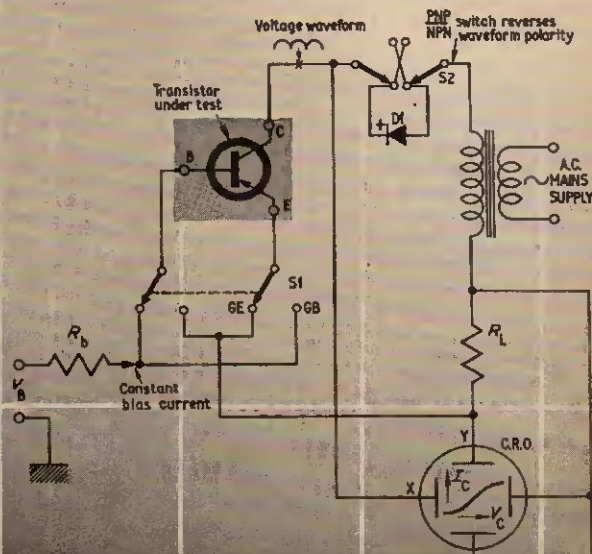 Voltage waveform
PNP
NPN switch reverses
waveform polarity
S2
+ D1
Transistor
under test
C
B
E
A.C.
MAINS
SUPPLY
S1
GE
GB
R_b
V_B
Constant
bias current
R_L
Y
C.R.O.
X
I_C
V_C